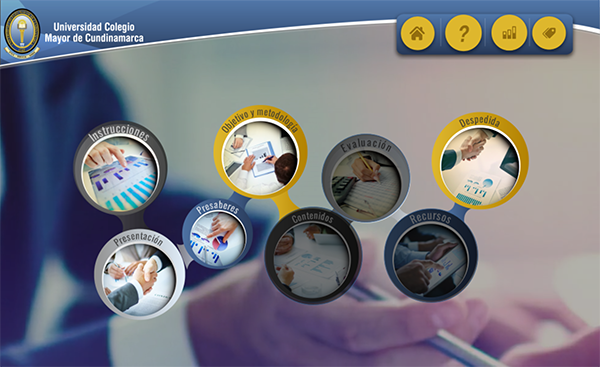 Universidad Colegio
Mayor de Cundinamarca
?
Instrucciones
Objetivo y metodología
Evaluación
Despedida
Presentación
Presaberes
Contenidos
Recursos